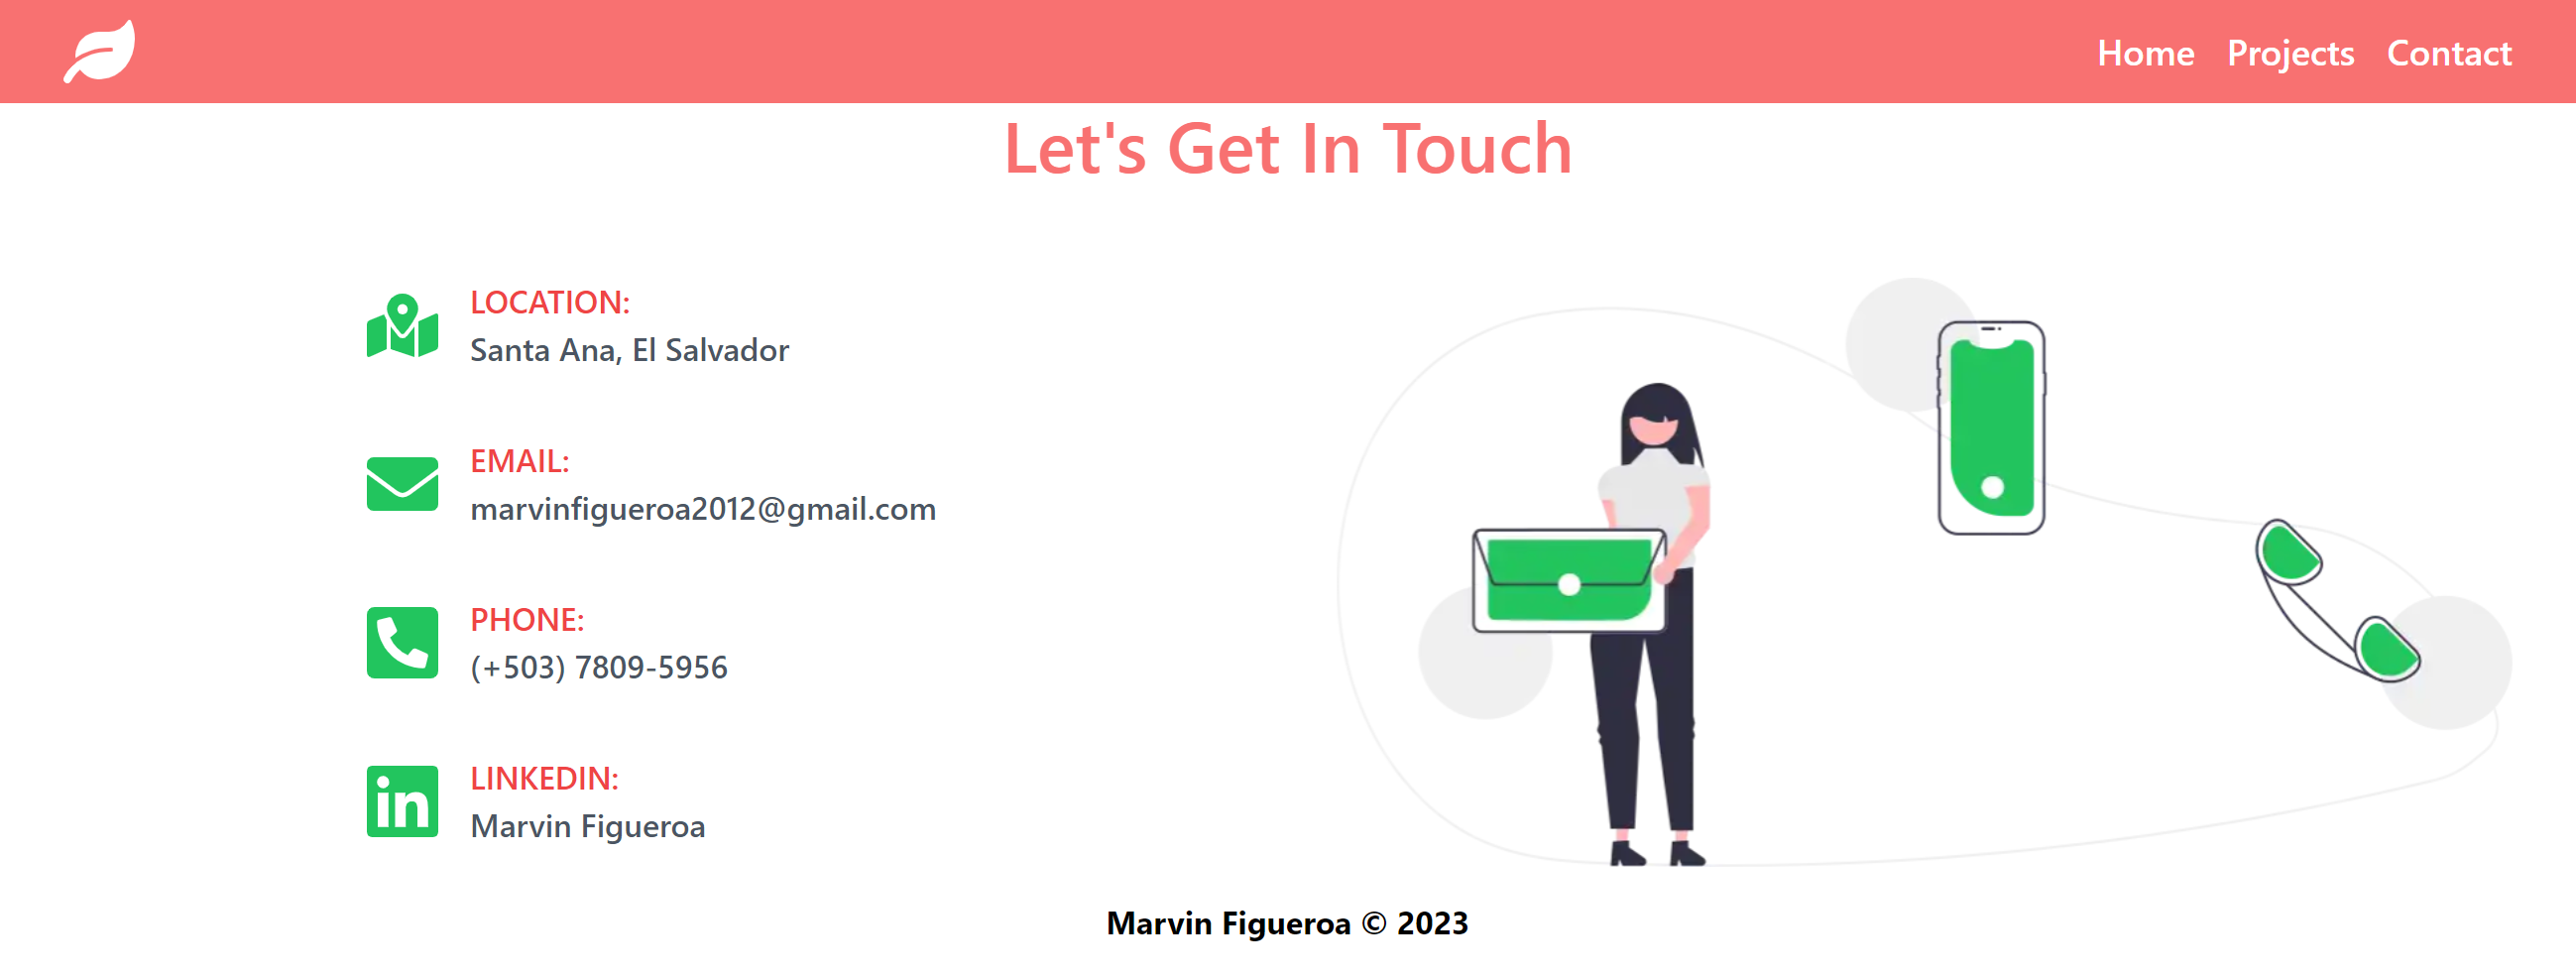 Home Projects Contact
Let's Get In Touch
LOCATION:
Santa Ana, El Salvador
EMAIL:
marvinfigueroa2012@gmail.com
PHONE:
(+503) 7809-5956
LINKEDIN:
Marvin Figueroa
Marvin Figueroa © 2023